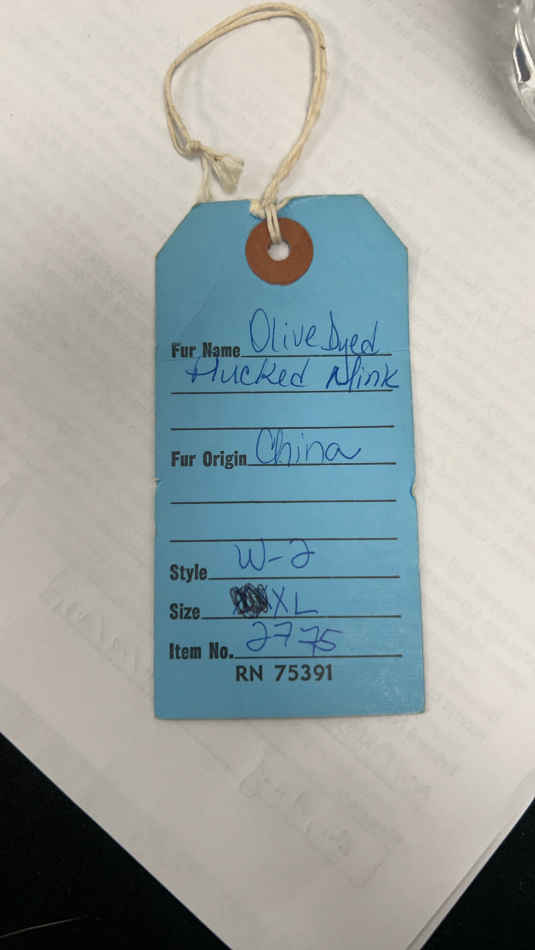 Fur Name Olive Dyed
Plucked Mink
Fur Origin China
Style W-2
Size XL
Item No. 2775
RN 75391